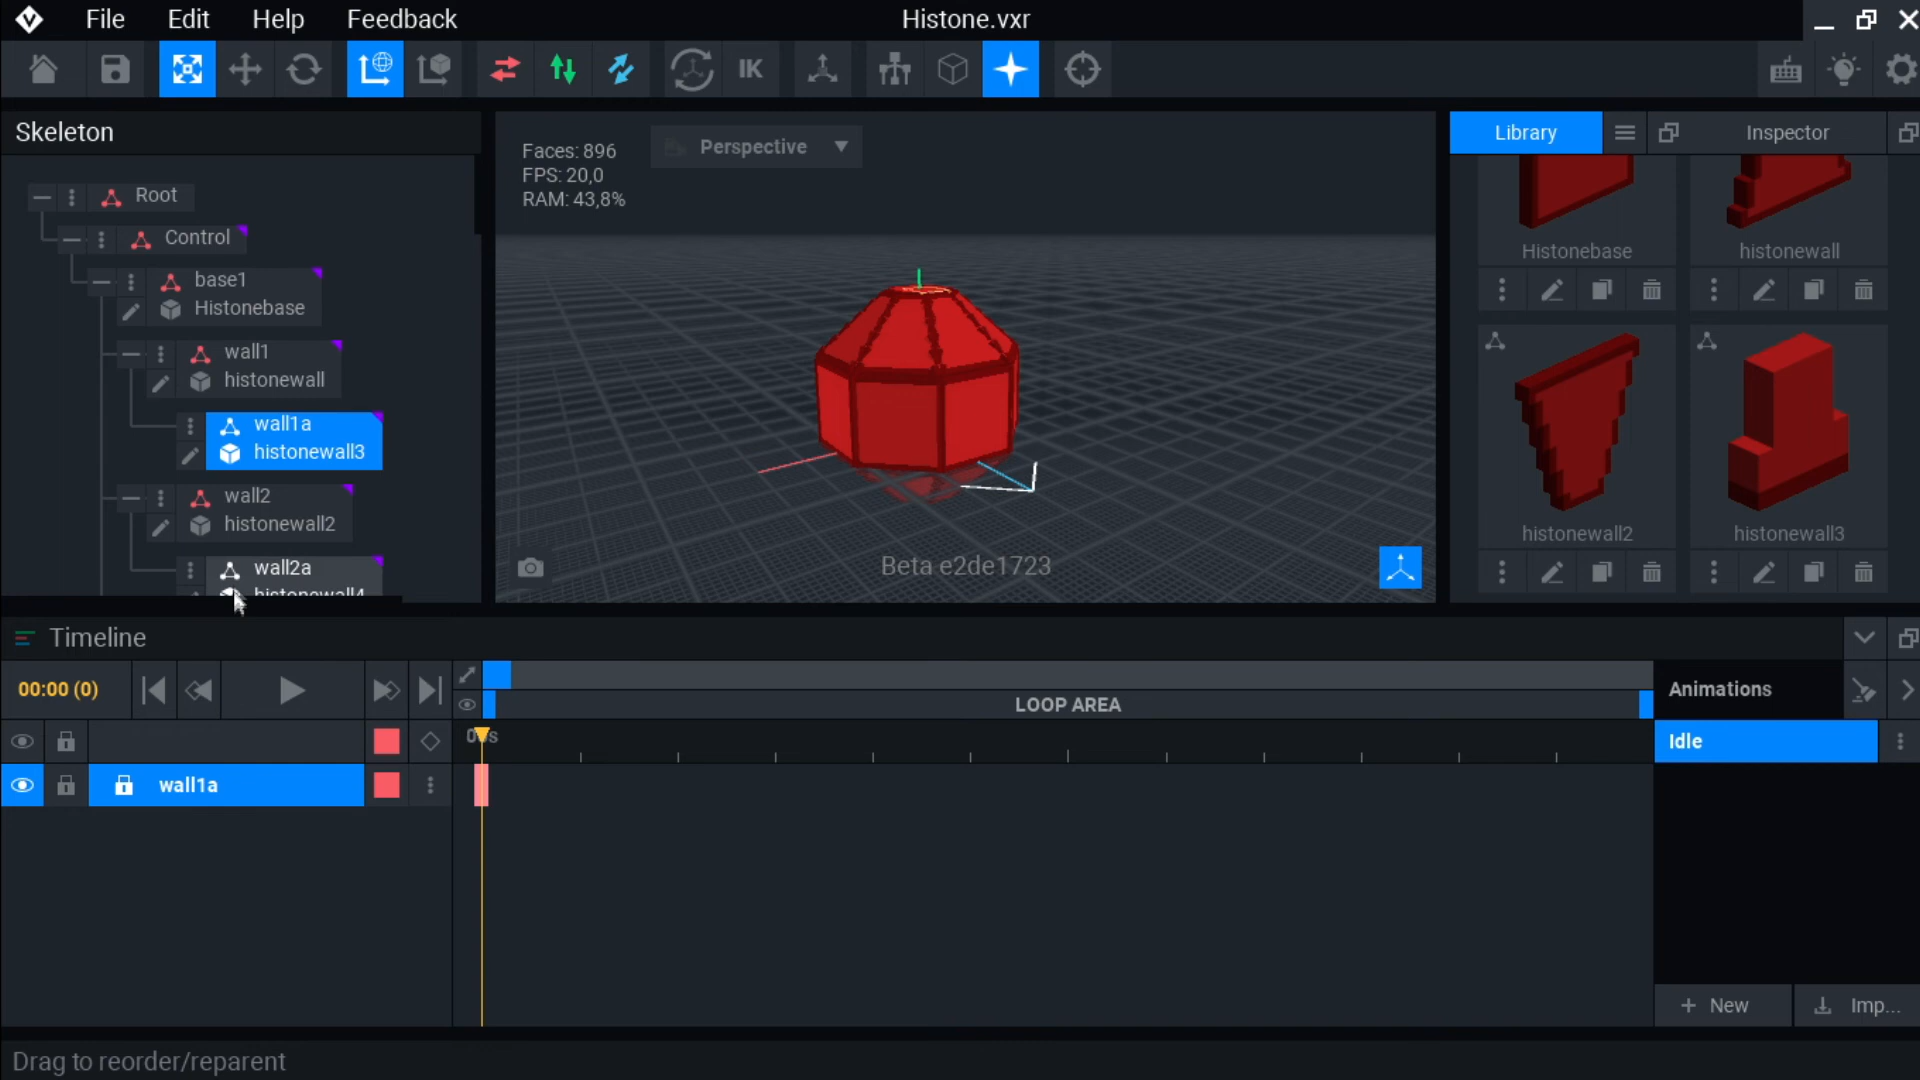 File Edit Help Feedback
Histone.vxr
IK
Skeleton
Root
Control
base1
Histonebase
wall1
histonewall
wall1a
histonewall3
wall2
histonewall2
wall2a
histonewall4
Faces: 896
FPS: 20,0
RAM: 43,8%
Perspective
Beta e2de1723
Library
Inspector
Histonebase
histonewall
histonewall2
histonewall3
Timeline
00:00 (0)
LOOP AREA
Animations
Idle
wall1a
New
Imp...
Drag to reorder/reparent